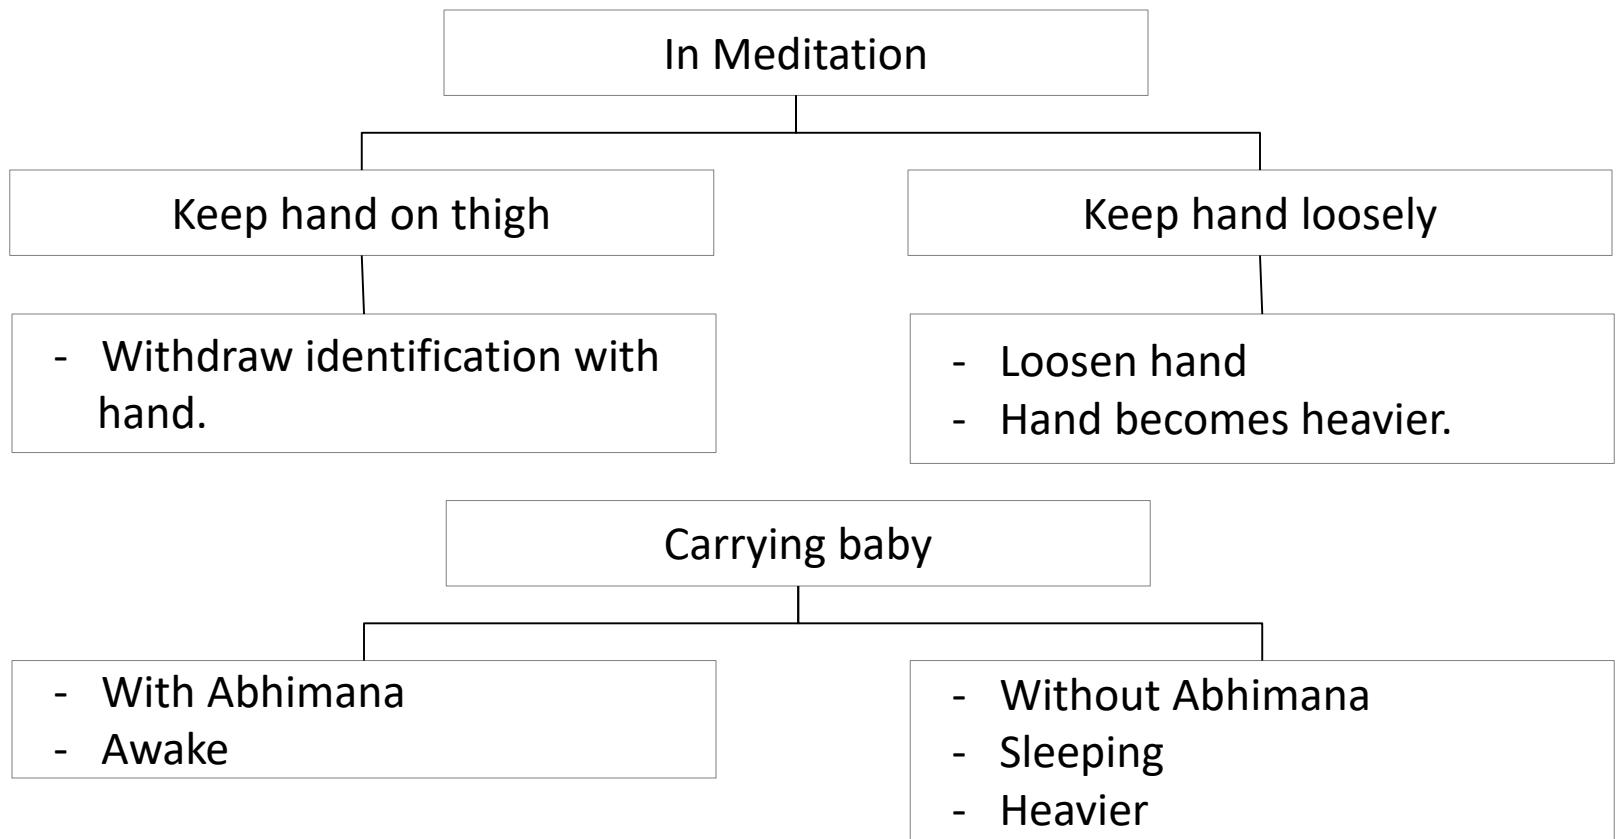 In Meditation
Keep hand on thigh
Keep hand loosely
- Withdraw identification with
hand.
- Loosen hand
- Hand becomes heavier.
Carrying baby
- With Abhimana
- Awake
- Without Abhimana
- Sleeping
- Heavier